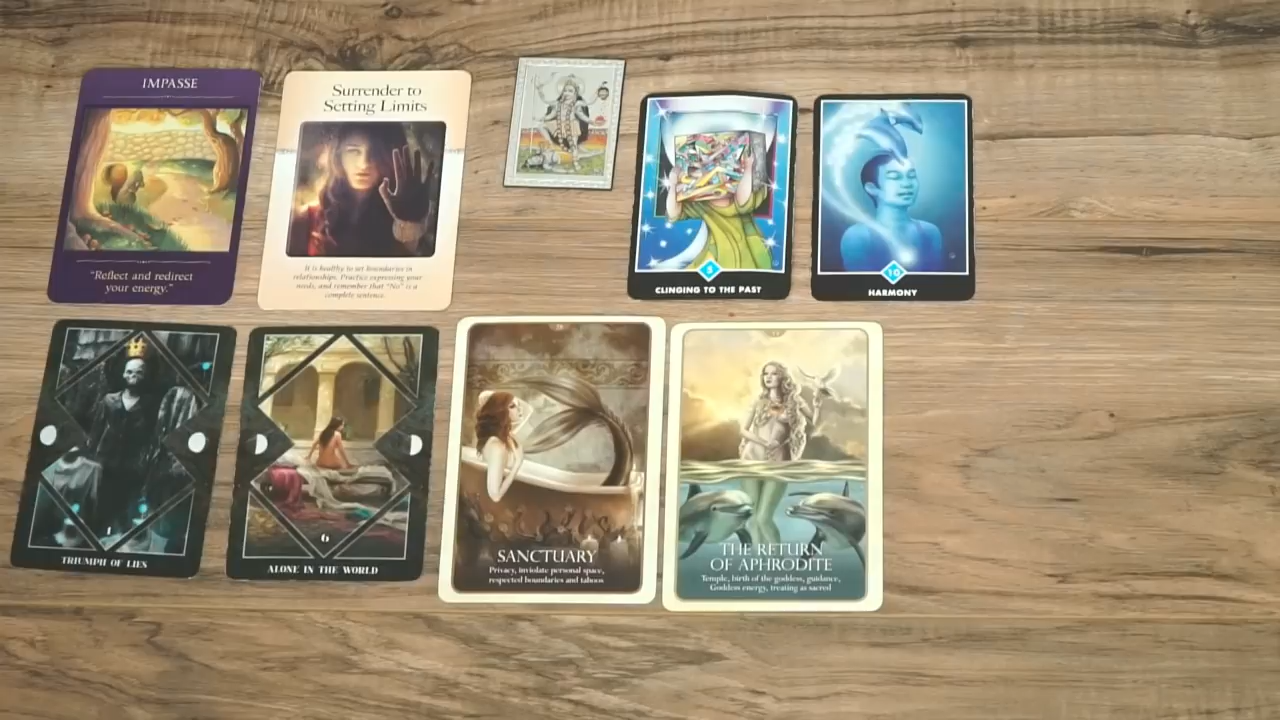 IMPASSE
"Reflect and redirect
your energy."
Surrender to
Setting Limits
It is healthy to set boundaries in
relationships. Practice expressing your
needs, and remember that "No" is a
complete sentence.
5
CLINGING TO THE PAST
10
HARMONY
1
TRIUMPH OF LIES
6
ALONE IN THE WORLD
SANCTUARY
Privacy, inviolate personal space,
respected boundaries and taboos
THE RETURN
OF APHRODITE
Temple, birth of the goddess, guidance,
Goddess energy, treating as sacred